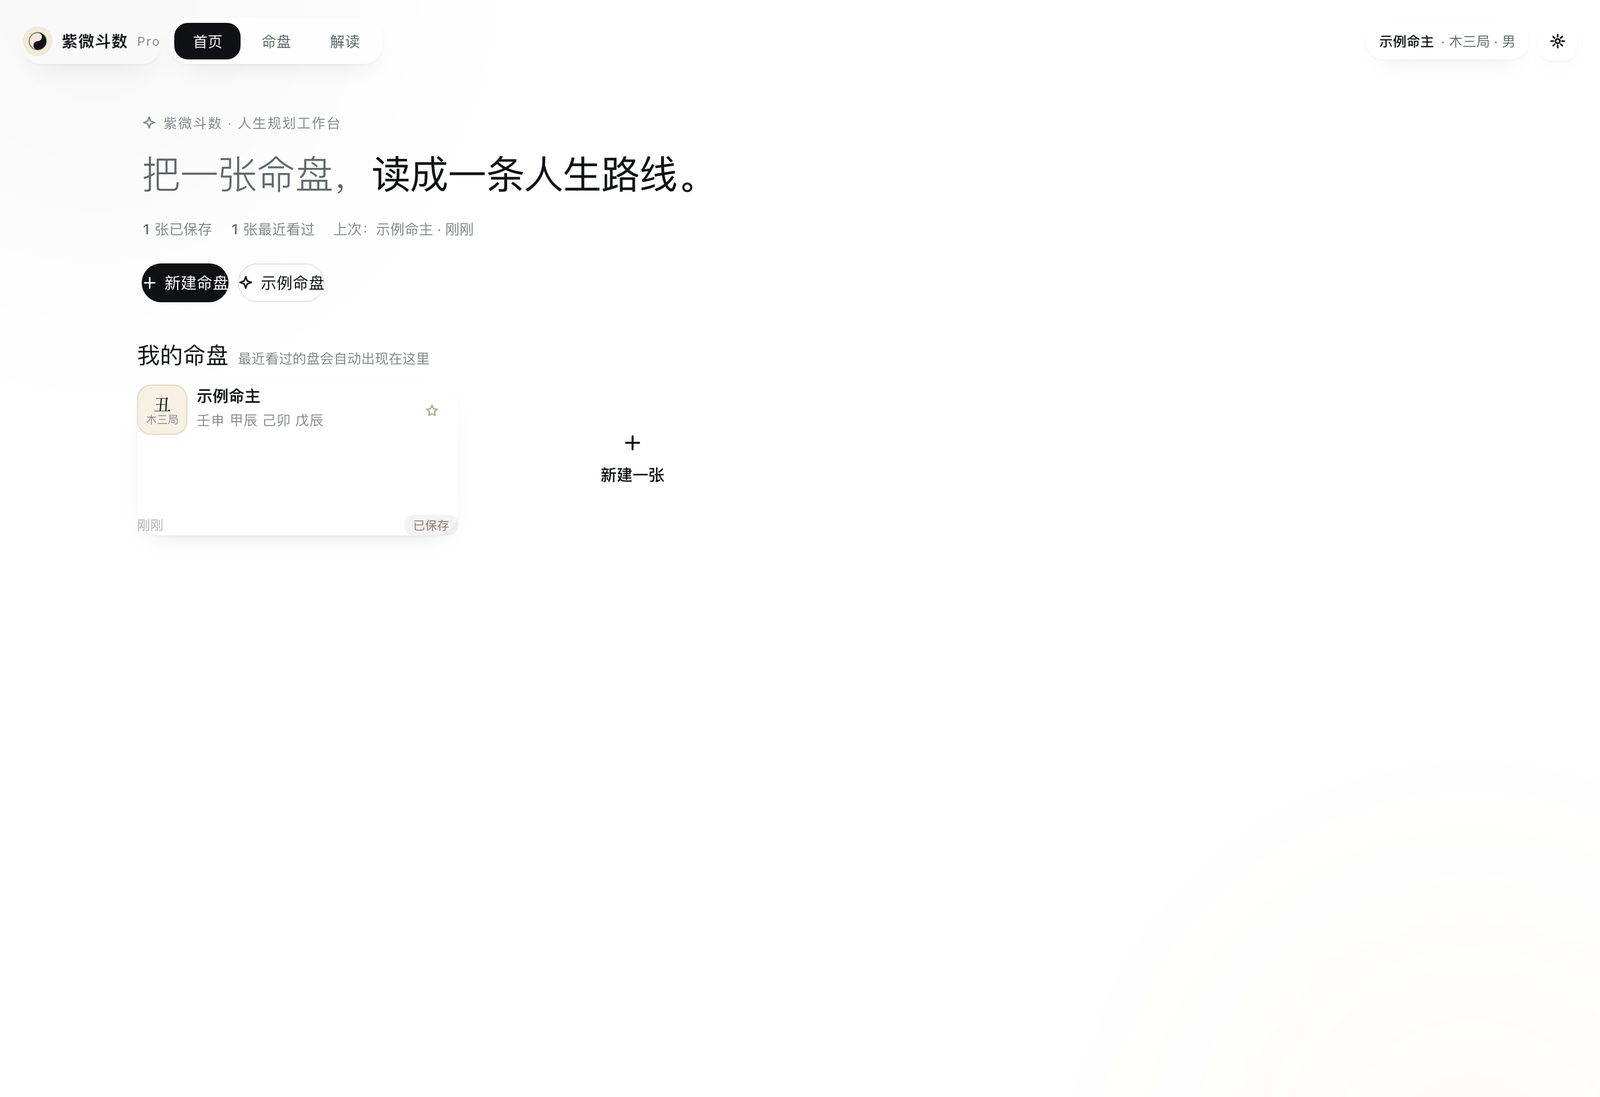 紫微斗数 Pro 首页 命盘 解读 示例命主 · 木三局 · 男
紫微斗数 · 人生规划工作台
把一张命盘，读成一条人生路线。
1 张已保存 1 张最近看过 上次：示例命主 · 刚刚
新建命盘 示例命盘
我的命盘 最近看过的盘会自动出现在这里
丑
木三局
示例命主
壬申 甲辰 己卯 戊辰
新建一张
刚刚 已保存